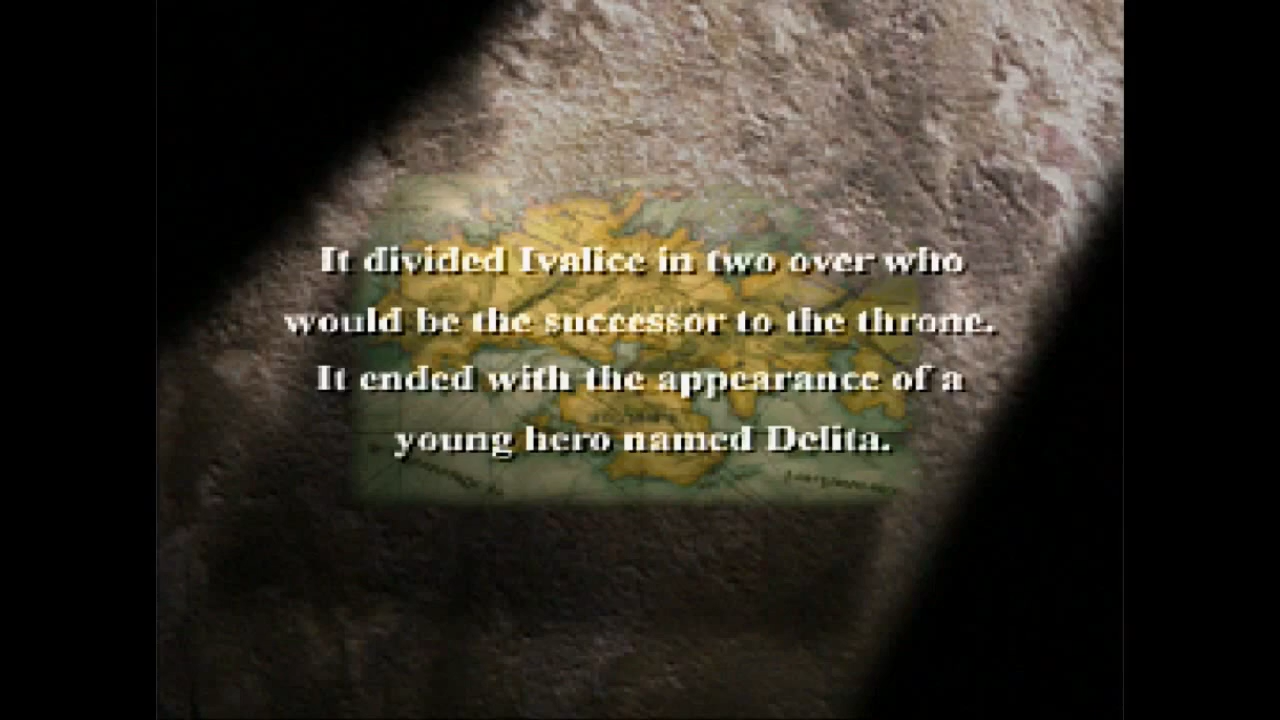 It divided Ivalice in two over who
would be the successor to the throne.
It ended with the appearance of a
young hero named Delita.